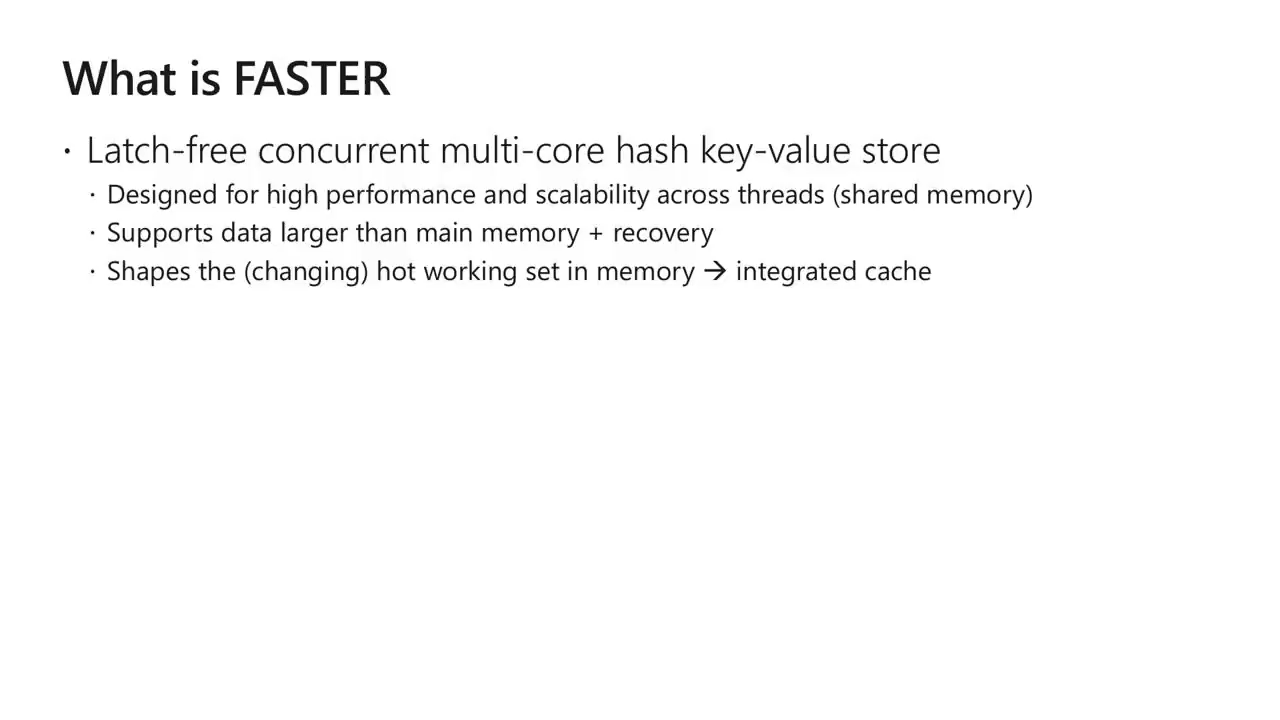 What is FASTER
· Latch-free concurrent multi-core hash key-value store
· Designed for high performance and scalability across threads (shared memory)
· Supports data larger than main memory + recovery
· Shapes the (changing) hot working set in memory → integrated cache